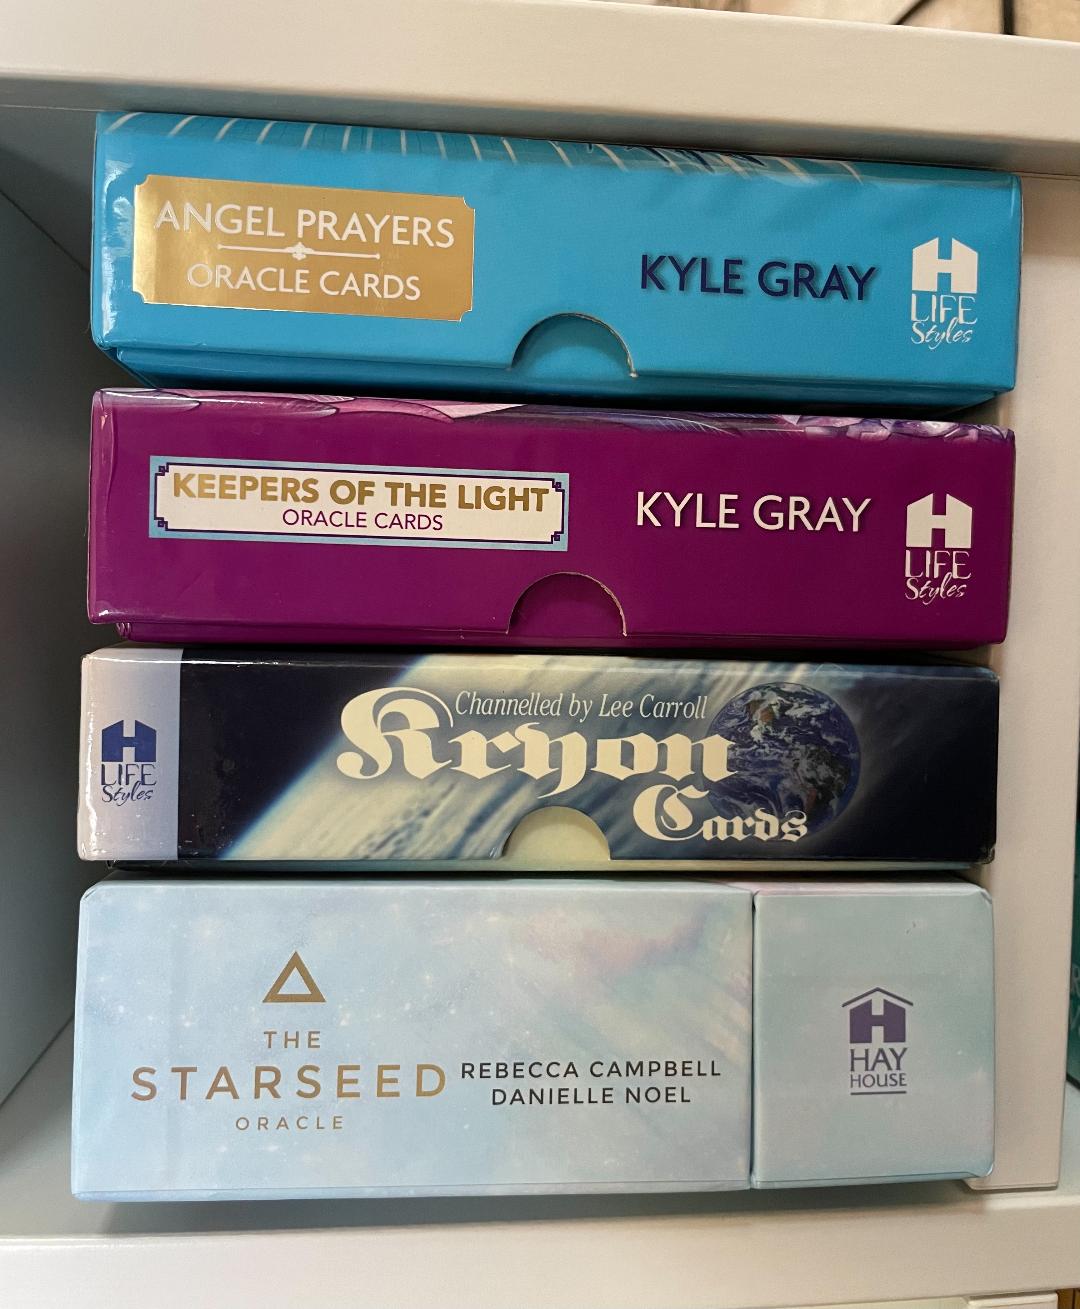 ANGEL PRAYERS
ORACLE CARDS
KYLE GRAY
H
LIFE
Styles
KEEPERS OF THE LIGHT
ORACLE CARDS
KYLE GRAY
H
LIFE
Styles
H
LIFE
Styles
Channelled by Lee Carroll
Kryon
Cards
THE
STARSEED
ORACLE
REBECCA CAMPBELL
DANIELLE NOEL
H
HAY
HOUSE